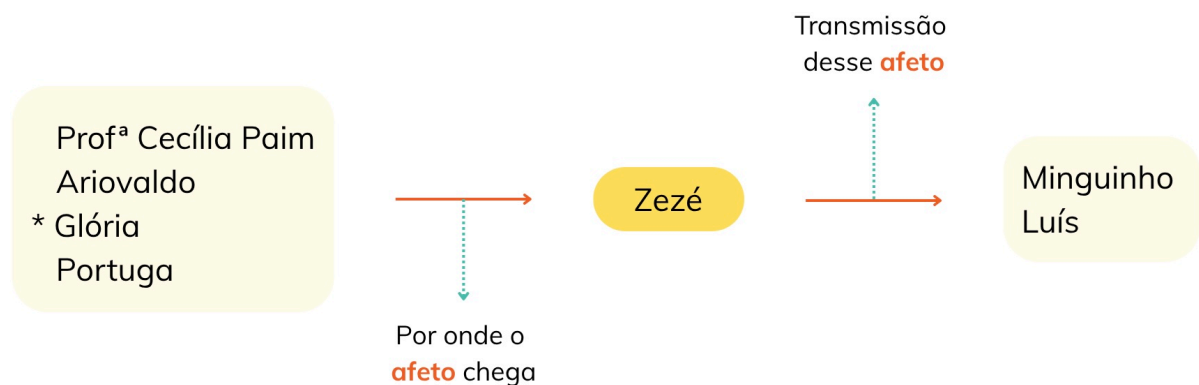 Profª Cecília Paim
Ariovaldo
* Glória
Portuga
Por onde o
afeto chega
Zezé
Transmissão
desse afeto
Minguinho
Luís